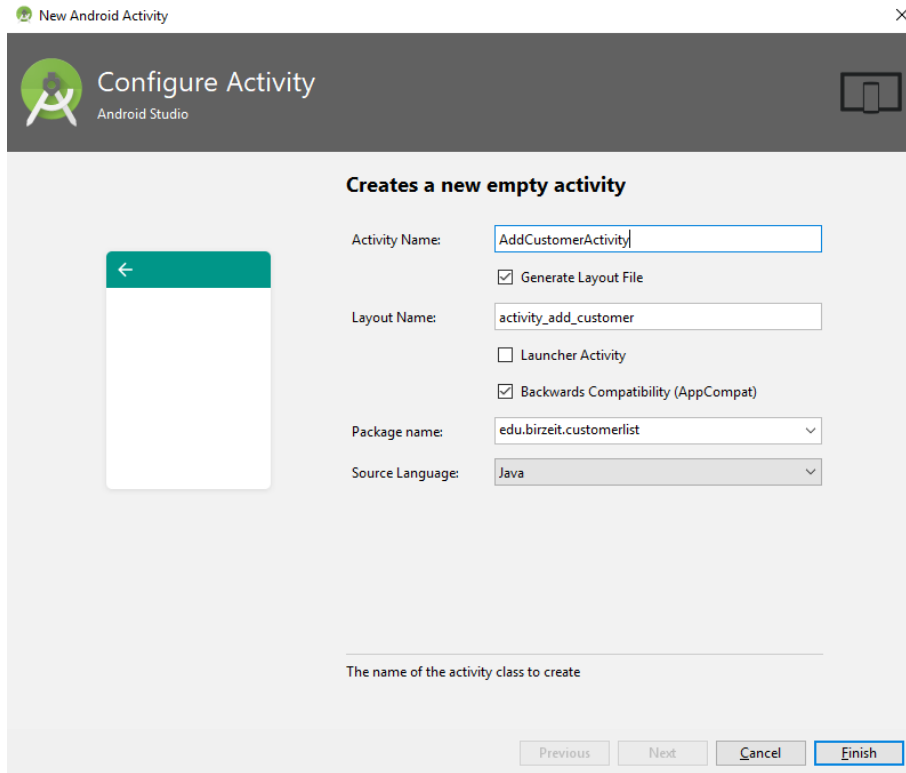 New Android Activity
Configure Activity
Android Studio
Creates a new empty activity
Activity Name: AddCustomerActivity
Generate Layout File
Layout Name: activity_add_customer
Launcher Activity
Backwards Compatibility (AppCompat)
Package name: edu.birzeit.customerlist
Source Language: Java
The name of the activity class to create
Previous Next Cancel Finish